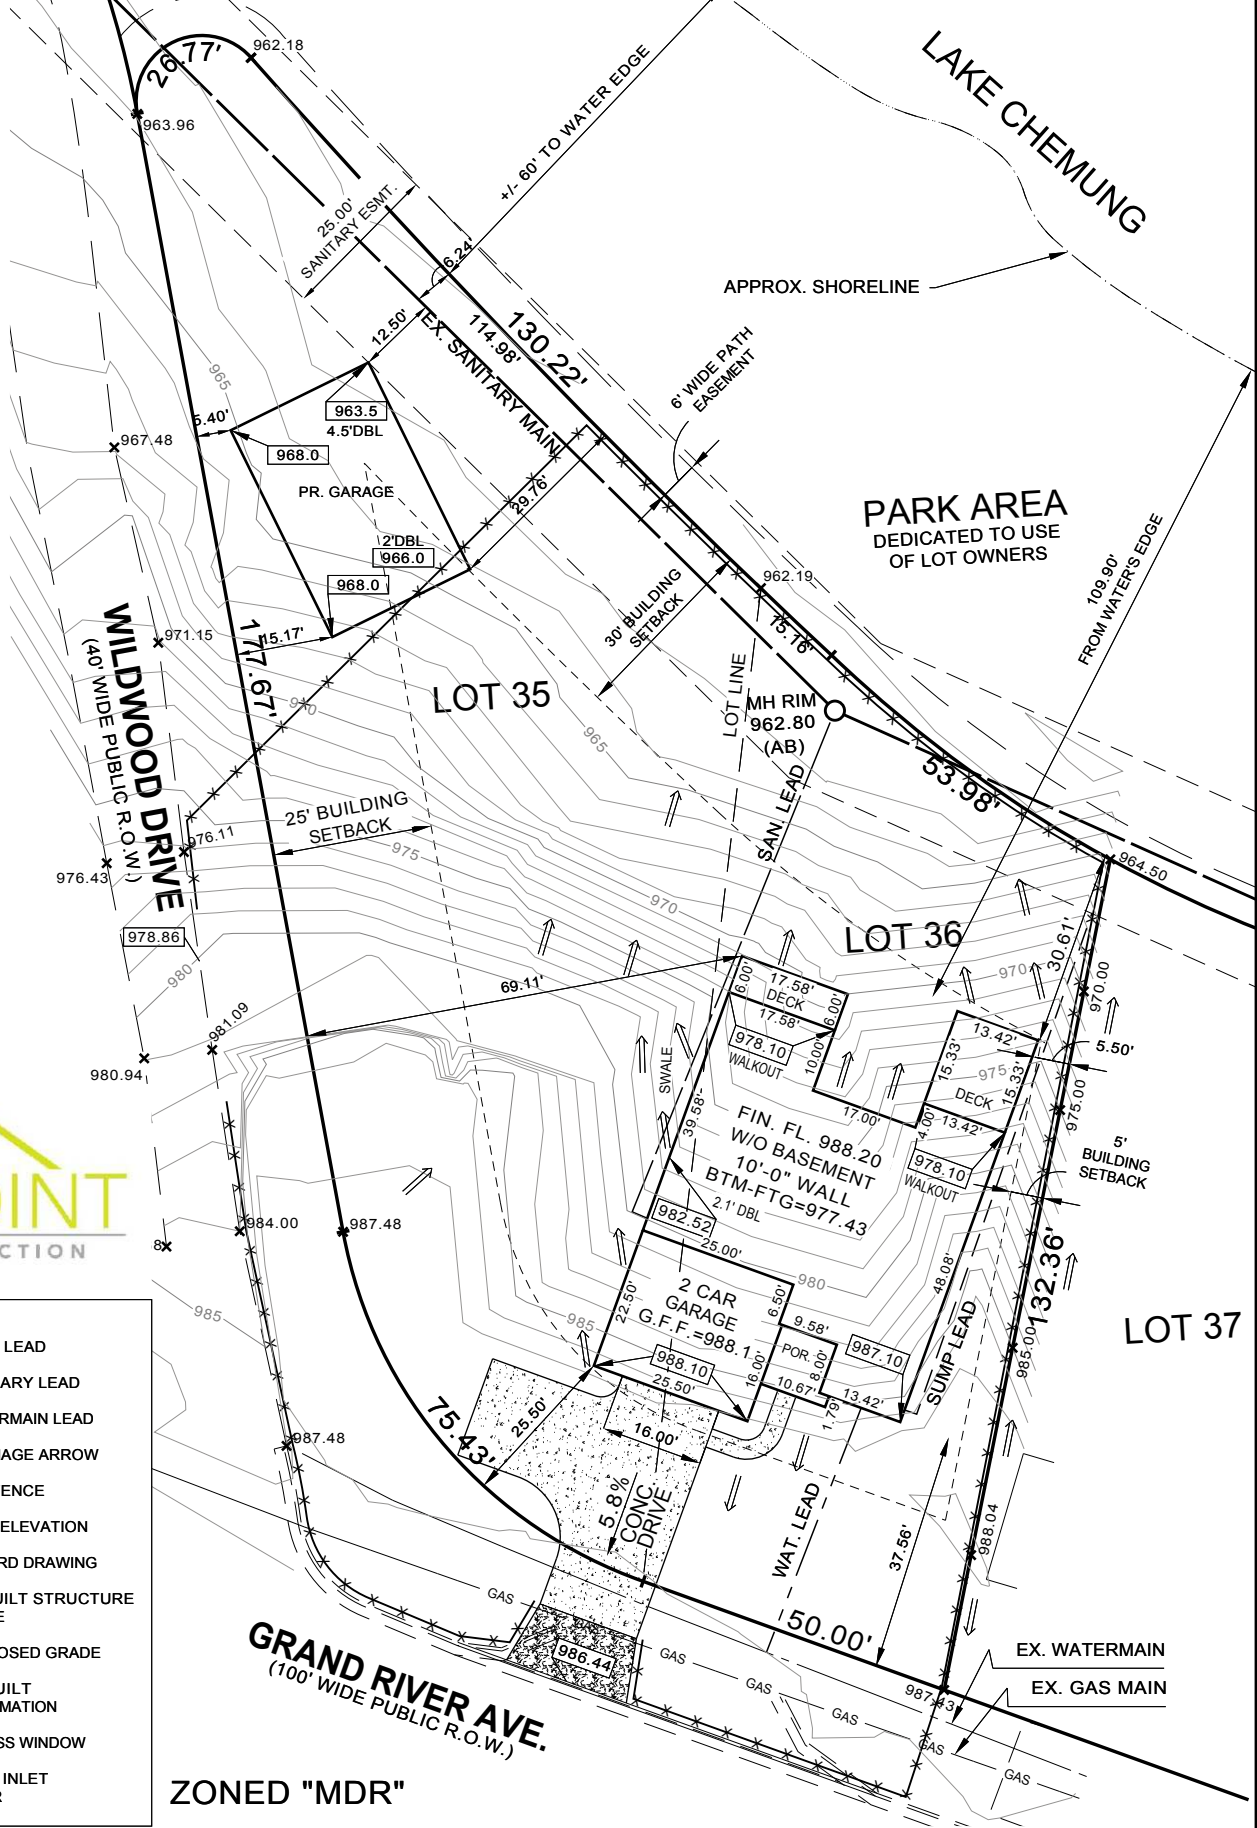 26.77'
962.18
963.96
+/- 60' TO WATER EDGE
LAKE CHEMUNG
25.00'
SANITARY ESMT.
6.24'
APPROX. SHORELINE
12.50'
EX. SANITARY MAIN
114.98'
130.22'
6' WIDE PATH
EASEMENT
965
5.40'
963.5
4.5'DBL
967.48
968.0
PR. GARAGE
29.76'
PARK AREA
DEDICATED TO USE
OF LOT OWNERS
2'DBL
966.0
968.0
962.19
109.90'
FROM WATER'S EDGE
30' BUILDING
SETBACK
75.16'
WILDWOOD DRIVE
(40' WIDE PUBLIC R.O.W.)
971.15
177.67'
15.17'
LOT 35
970
965
LOT LINE
MH RIM
962.80
(AB)
53.98'
SAN. LEAD
25' BUILDING
SETBACK
976.11
975
976.43
964.50
970
978.86
LOT 36
30.61'
980
970
970.00
69.11'
6.00'
17.58'
DECK
6.00'
17.58'
981.09
13.42'
5.50'
978.10
WALKOUT
10.00'
15.33'
975
15.33'
980.94
SWALE
DECK
975.00
39.58'
17.00'
4.00'
13.42'
FIN. FL. 988.20
W/O BASEMENT
10'-0" WALL
BTM-FTG=977.43
5'
BUILDING
SETBACK
978.10
WALKOUT
2.1' DBL
982.52
OINT
CTION
984.00
987.48
8
25.00'
132.36'
2 CAR
GARAGE
G.F.F.=988.1
980
6.50'
48.08'
985
22.50'
985
9.58'
LOT 37
POR.
987.10
985.00
988.10
25.50'
16.00'
8.00'
10.67'
13.42'
1.79'
SUMP LEAD
LEAD
ARY LEAD
RMAIN LEAD
NAGE ARROW
ENCE
ELEVATION
RD DRAWING
UILT STRUCTURE
E
OSED GRADE
UILT
MATION
SS WINDOW
INLET
R
75.43'
25.50'
16.00'
987.48
5.8%
CONC.
DRIVE
WAT. LEAD
37.56'
988.04
GAS
50.00'
GRAND RIVER AVE.
(100' WIDE PUBLIC R.O.W.)
GAS
986.44
GAS
EX. WATERMAIN
GAS
987.43
EX. GAS MAIN
GAS
GAS
GAS
ZONED "MDR"